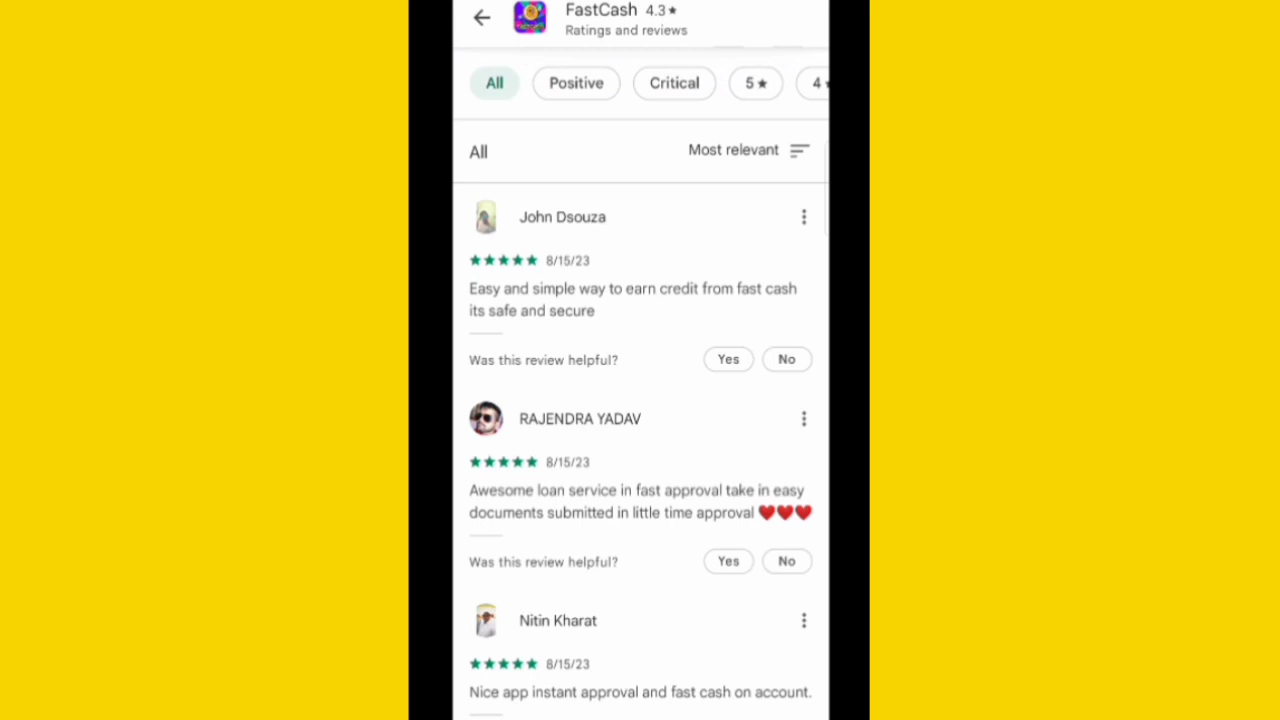 FastCash 4.3★
Ratings and reviews
All Positive Critical 5★ 4
All Most relevant
John Dsouza
★★★★★ 8/15/23
Easy and simple way to earn credit from fast cash
its safe and secure
Was this review helpful? Yes No
RAJENDRA YADAV
★★★★★ 8/15/23
Awesome loan service in fast approval take in easy
documents submitted in little time approval ❤️❤️❤️
Was this review helpful? Yes No
Nitin Kharat
★★★★★ 8/15/23
Nice app instant approval and fast cash on account.